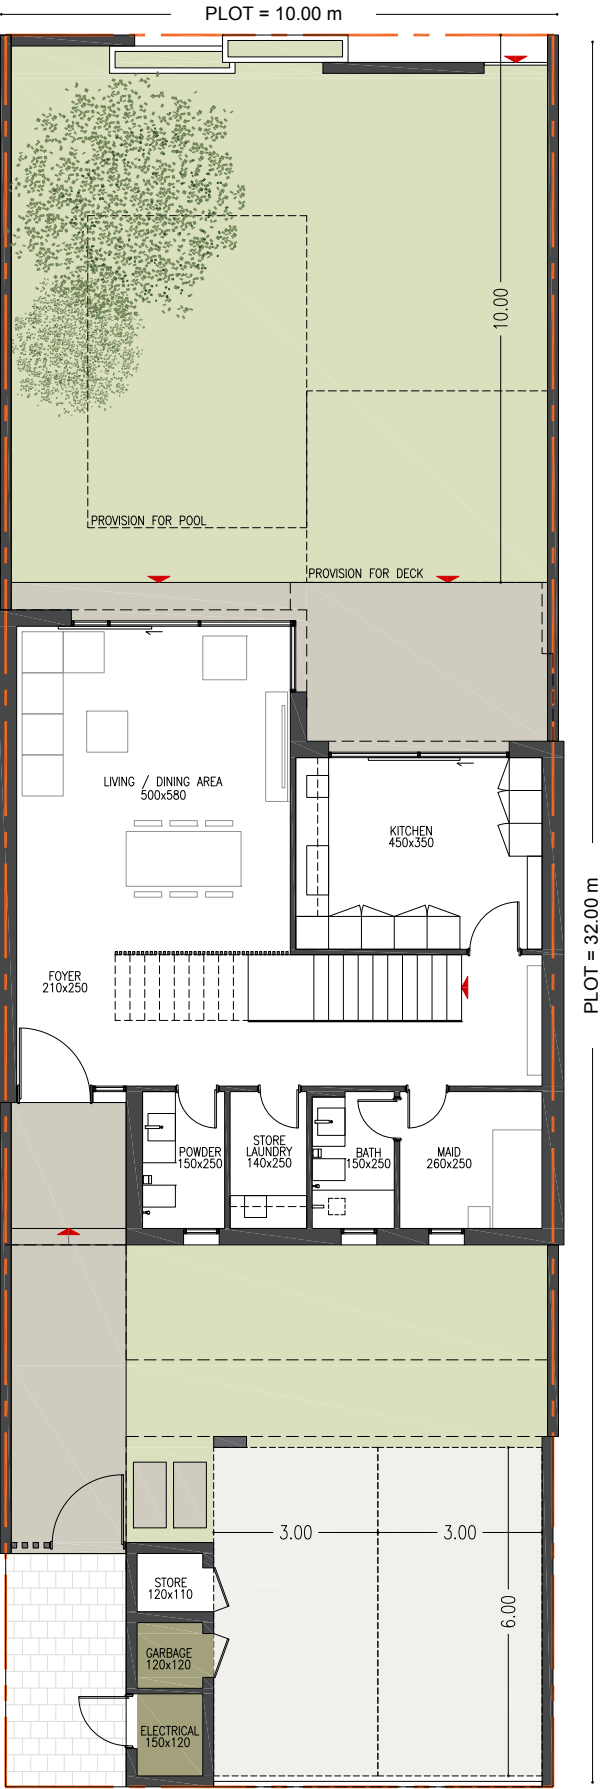 PLOT = 10.00 m
10.00
PROVISION FOR POOL
PROVISION FOR DECK
LIVING / DINING AREA
500x580
KITCHEN
450x350
PLOT = 32.00 m
FOYER
210x250
POWDER
150x250
STORE
LAUNDRY
140x250
BATH
150x250
MAID
260x250
3.00
3.00
6.00
STORE
120x110
GARBAGE
120x120
ELECTRICAL
150x120